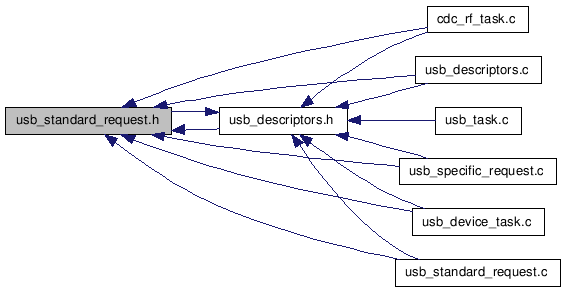 cdc_rf_task.c
usb_descriptors.c
usb_standard_request.h
usb_descriptors.h
usb_task.c
usb_specific_request.c
usb_device_task.c
usb_standard_request.c